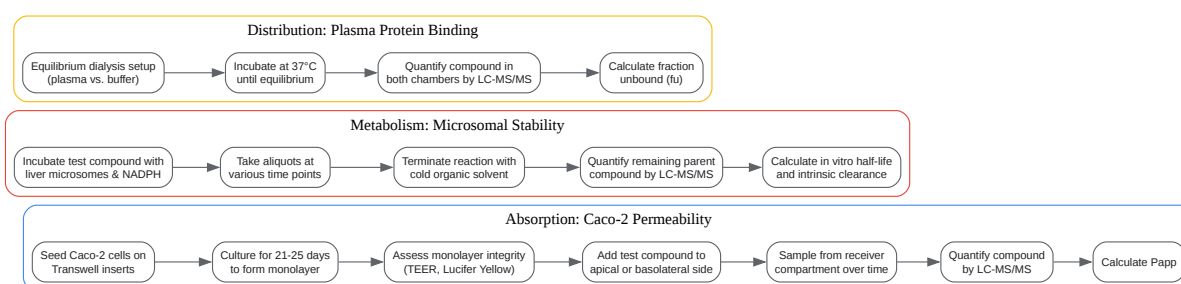 Distribution: Plasma Protein Binding
Equilibrium dialysis setup
(plasma vs. buffer)
Incubate at 37°C
until equilibrium
Quantify compound in
both chambers by LC-MS/MS
Calculate fraction
unbound (fu)
Metabolism: Microsomal Stability
Incubate test compound with
liver microsomes & NADPH
Take aliquots at
various time points
Terminate reaction with
cold organic solvent
Quantify remaining parent
compound by LC-MS/MS
Calculate in vitro half-life
and intrinsic clearance
Absorption: Caco-2 Permeability
Seed Caco-2 cells on
Transwell inserts
Culture for 21-25 days
to form monolayer
Assess monolayer integrity
(TEER, Lucifer Yellow)
Add test compound to
apical or basolateral side
Sample from receiver
compartment over time
Quantify compound
by LC-MS/MS
Calculate Papp